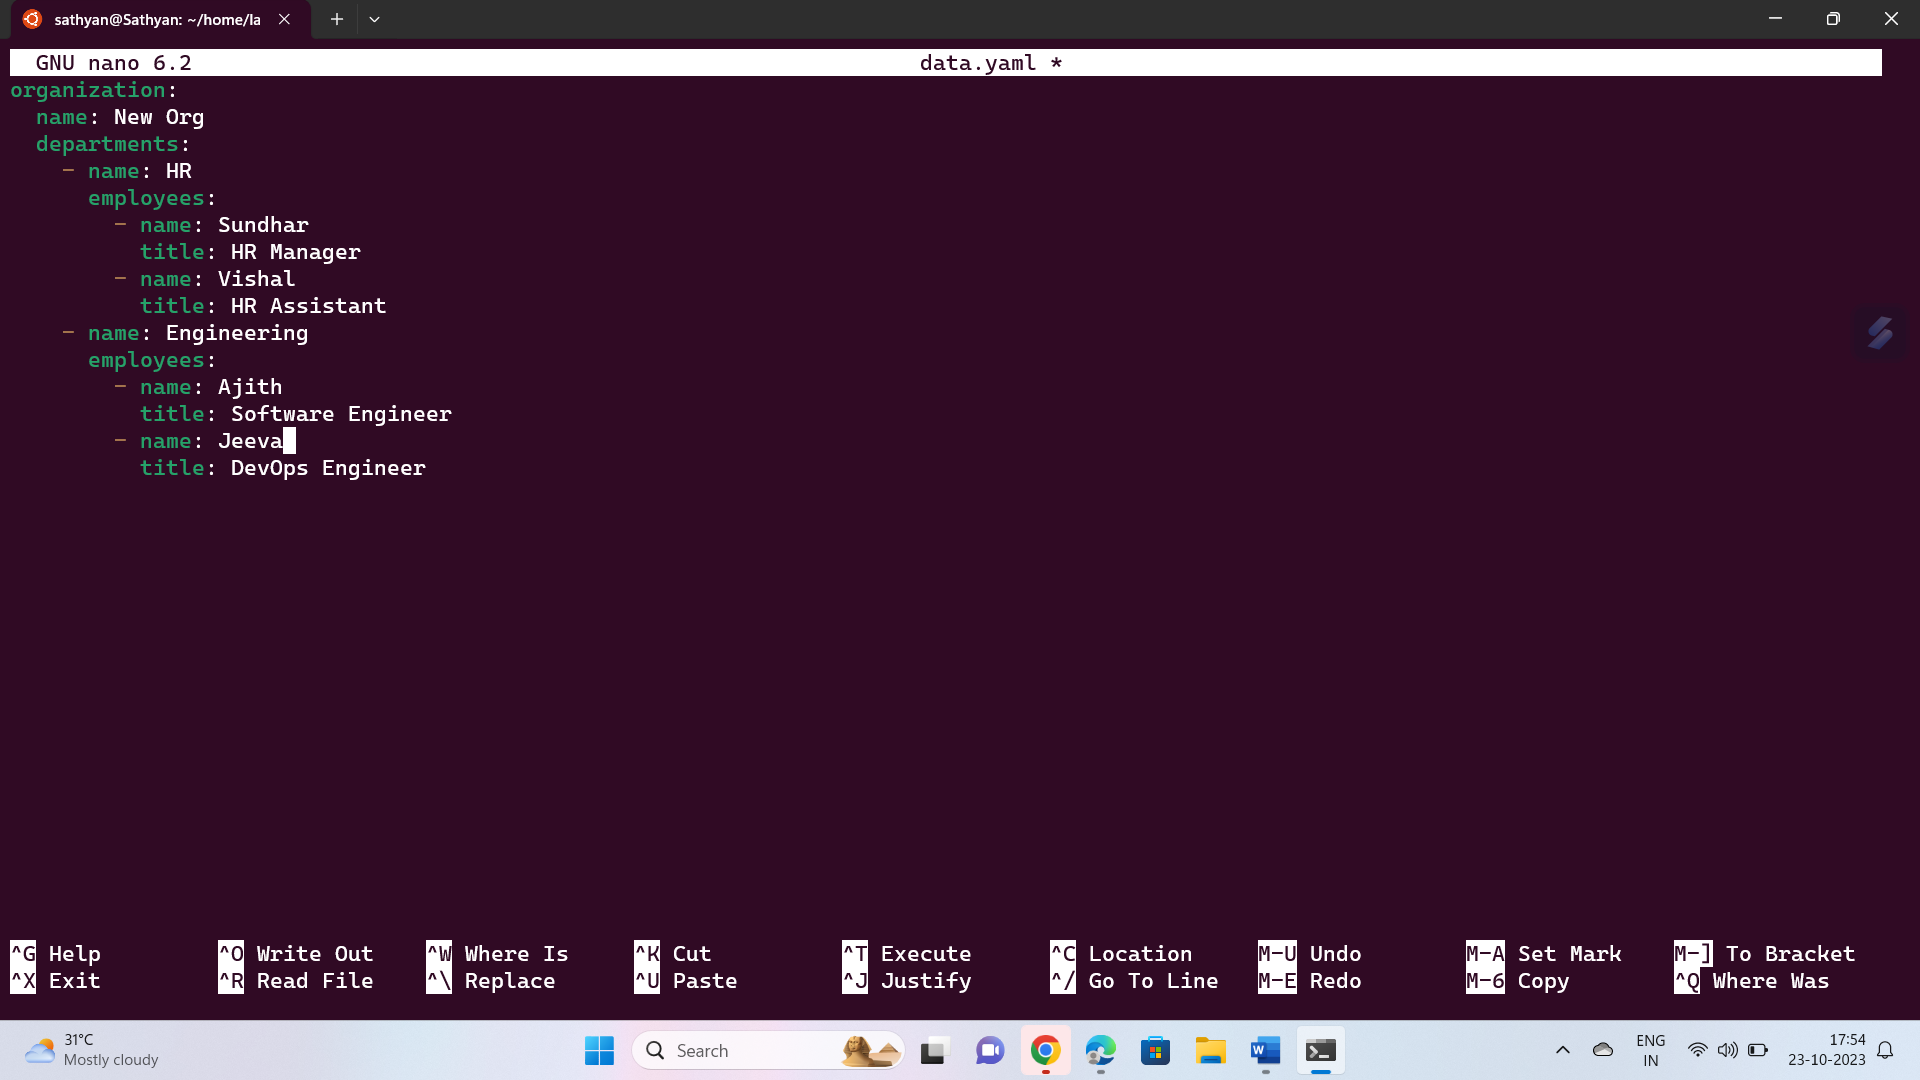 sathyan@Sathyan: ~/home/la
GNU nano 6.2 data.yaml *
organization:
  name: New Org
  departments:
    - name: HR
      employees:
        - name: Sundhar
          title: HR Manager
        - name: Vishal
          title: HR Assistant
    - name: Engineering
      employees:
        - name: Ajith
          title: Software Engineer
        - name: Jeeva
          title: DevOps Engineer
^G Help ^O Write Out ^W Where Is ^K Cut ^T Execute ^C Location M-U Undo M-A Set Mark M-] To Bracket
^X Exit ^R Read File ^\ Replace ^U Paste ^J Justify ^/ Go To Line M-E Redo M-6 Copy ^Q Where Was
31°C
Mostly cloudy
Search
W
ENG
IN
17:54
23-10-2023